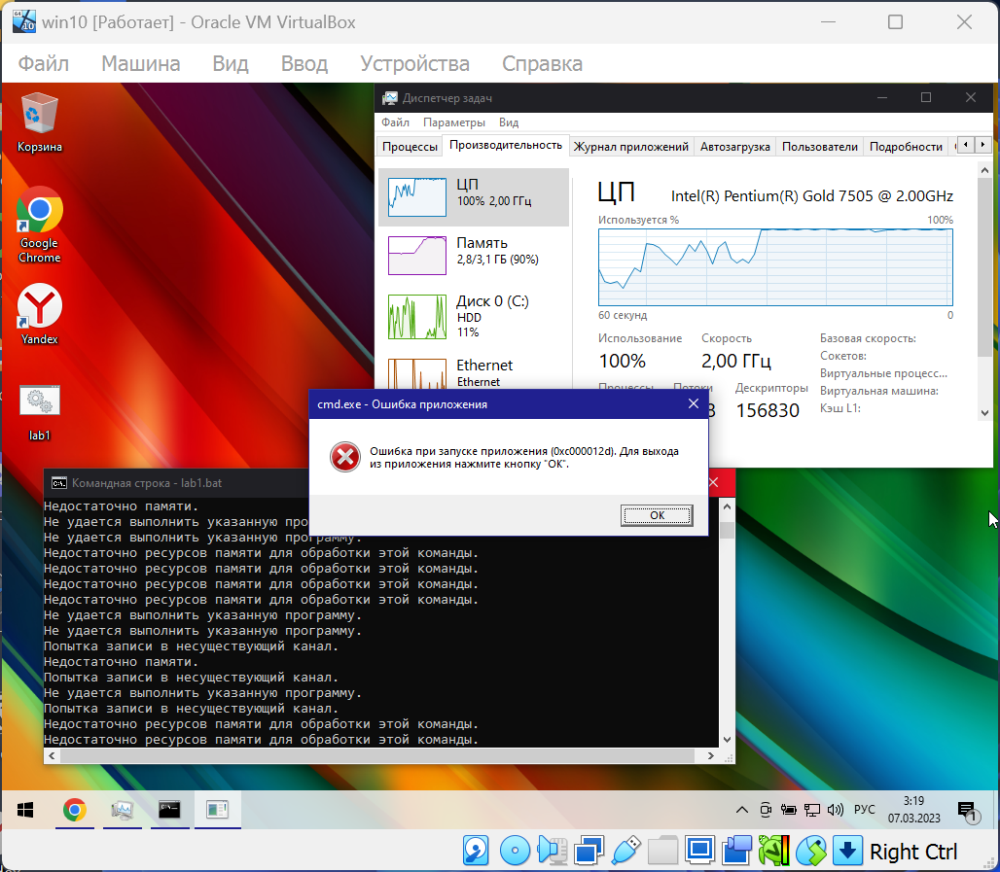 win10 [Работает] - Oracle VM VirtualBox
Файл Машина Вид Ввод Устройства Справка
Корзина
Google
Chrome
Yandex
lab1
Диспетчер задач
Файл Параметры Вид
Процессы Производительность Журнал приложений Автозагрузка Пользователи Подробности
ЦП
100% 2,00 ГГц
Память
2,8/3,1 ГБ (90%)
Диск 0 (C:)
HDD
11%
Ethernet
Ethernet
ЦП Intel(R) Pentium(R) Gold 7505 @ 2.00GHz
Используется % 100%
60 секунд 0
Использование Скорость
100% 2,00 ГГц
Процессы Потоки Дескрипторы
8 156830
Базовая скорость:
Сокетов:
Виртуальные процесс...
Виртуальная машина:
Кэш L1:
cmd.exe - Ошибка приложения
Ошибка при запуске приложения (0xc000012d). Для выхода
из приложения нажмите кнопку "ОК".
ОК
Командная строка - lab1.bat
Недостаточно памяти.
Не удается выполнить указанную про
Не удается выполнить указанную программу.
Недостаточно ресурсов памяти для обработки этой команды.
Недостаточно ресурсов памяти для обработки этой команды.
Недостаточно ресурсов памяти для обработки этой команды.
Недостаточно ресурсов памяти для обработки этой команды.
Не удается выполнить указанную программу.
Не удается выполнить указанную программу.
Попытка записи в несуществующий канал.
Недостаточно памяти.
Попытка записи в несуществующий канал.
Не удается выполнить указанную программу.
Попытка записи в несуществующий канал.
Недостаточно ресурсов памяти для обработки этой команды.
Недостаточно ресурсов памяти для обработки этой команды.
РУС
3:19
07.03.2023
1
Right Ctrl